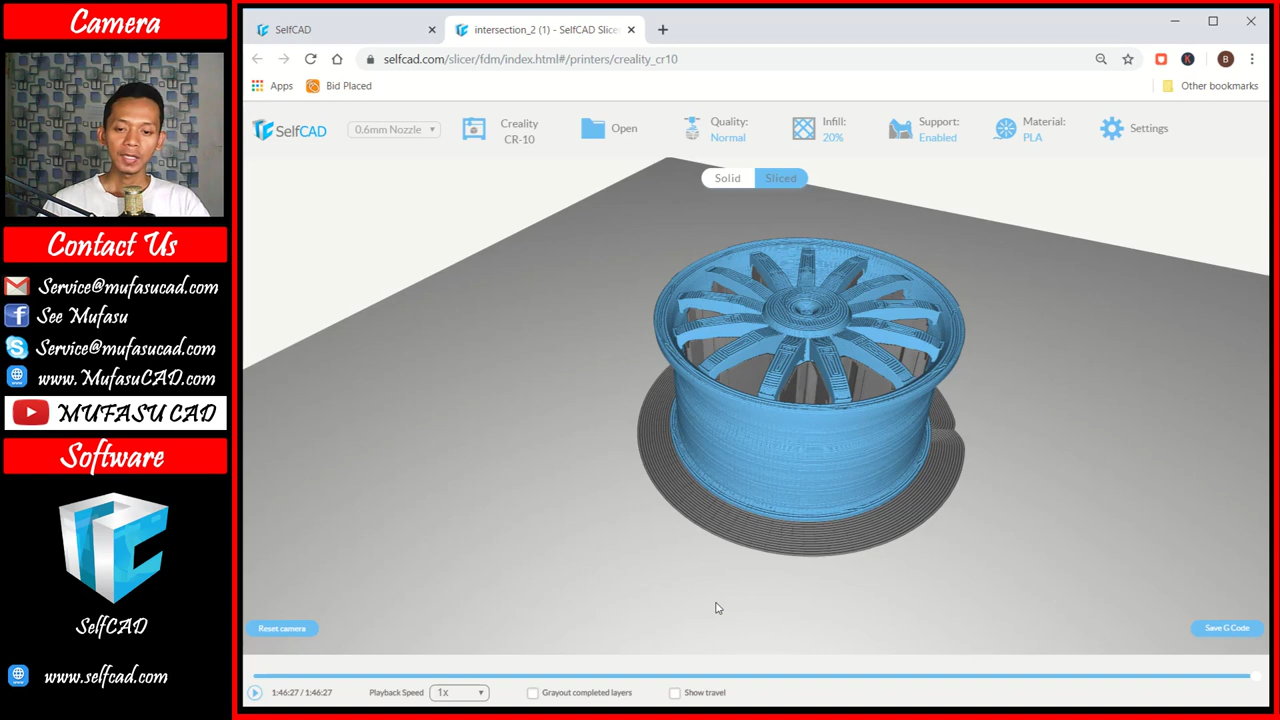 Camera
Contact Us
Service@mufasucad.com
See Mufasu
Service@mufasucad.com
www.MufasuCAD.com
MUFASU CAD
Software
SelfCAD
www.selfcad.com
SelfCAD
intersection_2 (1) - SelfCAD Slice
selfcad.com/slicer/fdm/index.html#/printers/creality_cr10
K
B
Apps
Bid Placed
Other bookmarks
SelfCAD
0.6mm Nozzle
Creality
CR-10
Open
Quality:
Normal
Infill:
20%
Support:
Enabled
Material:
PLA
Settings
Solid
Sliced
Reset camera
Save G Code
1:46:27 / 1:46:27
Playback Speed
1x
Grayout completed layers
Show travel